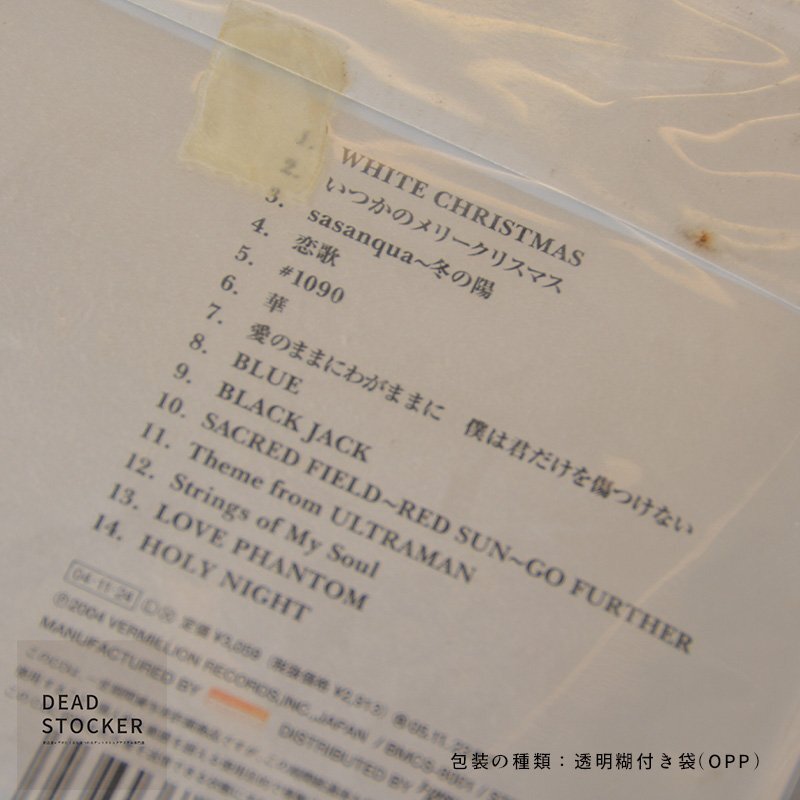 1. WHITE CHRISTMAS
2. いつかのメリークリスマス
3. sasanqua~冬の陽
4. 恋歌
5. #1090
6. 華
7. 愛のままにわがままに 僕は君だけを傷つけない
8. BLUE
9. BLACK JACK
10. SACRED FIELD~RED SUN~GO FURTHER
11. Theme from ULTRAMAN
12. Strings of My Soul
13. LOVE PHANTOM
14. HOLY NIGHT
04·11·24
℗2004 VERMILLION RECORDS,INC.,JAPAN
MANUFACTURED BY
DISTRIBUTED BY
DEAD
STOCKER
包装の種類:透明糊付き袋(OPP)